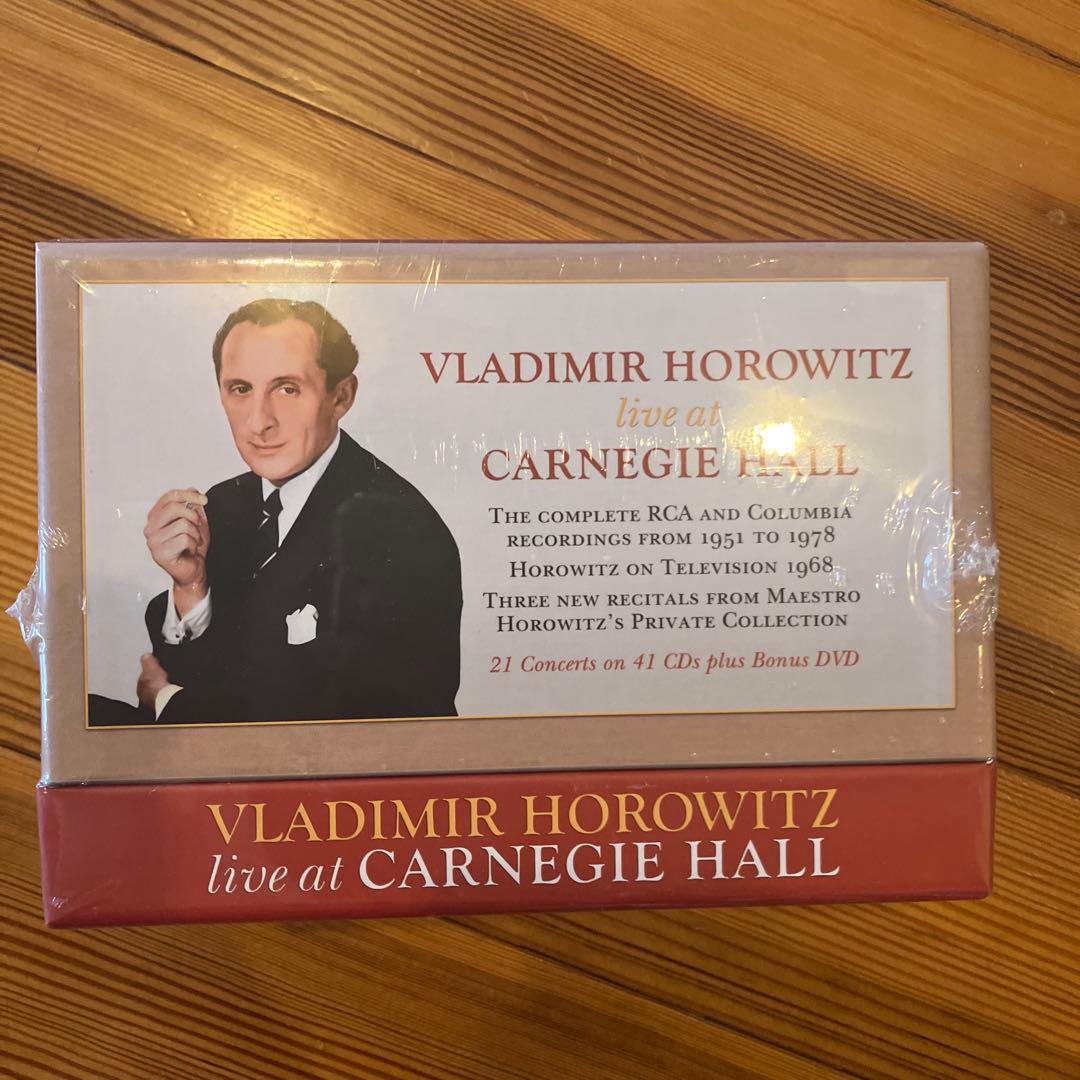 VLADIMIR HOROWITZ
live at
CARNEGIE HALL
THE COMPLETE RCA AND COLUMBIA
RECORDINGS FROM 1951 TO 1978
HOROWITZ ON TELEVISION 1968
THREE NEW RECITALS FROM MAESTRO
HOROWITZ'S PRIVATE COLLECTION
21 Concerts on 41 CDs plus Bonus DVD
VLADIMIR HOROWITZ
live at CARNEGIE HALL